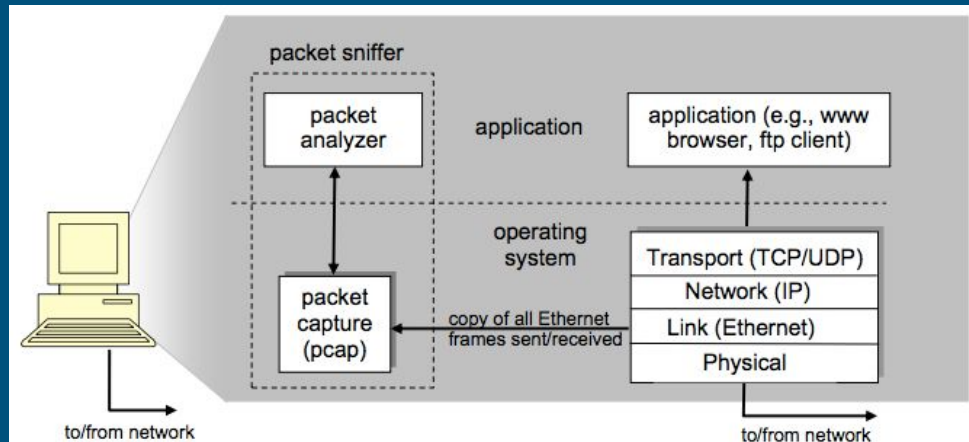 packet sniffer
packet
analyzer
application
application (e.g., www
browser, ftp client)
operating
system
packet
capture
(pcap)
copy of all Ethernet
frames sent/received
Transport (TCP/UDP)
Network (IP)
Link (Ethernet)
Physical
to/from network
to/from network